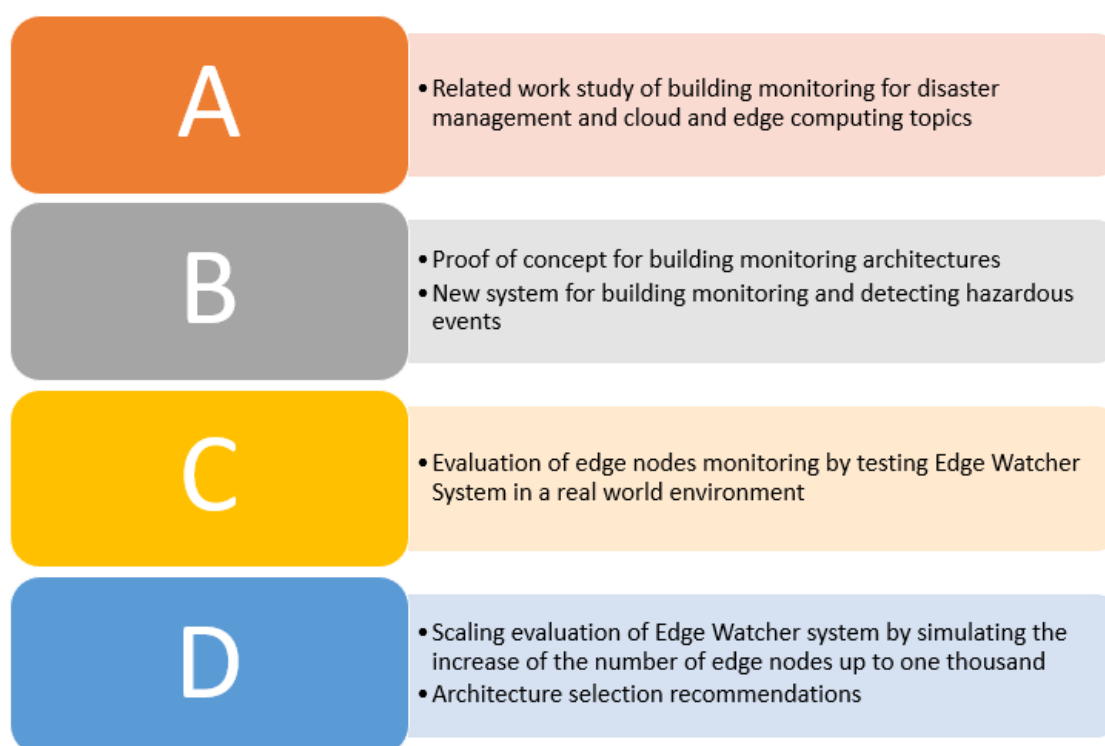 A
• Related work study of building monitoring for disaster
management and cloud and edge computing topics
B
• Proof of concept for building monitoring architectures
• New system for building monitoring and detecting hazardous
events
C
• Evaluation of edge nodes monitoring by testing Edge Watcher
System in a real world environment
D
• Scaling evaluation of Edge Watcher system by simulating the
increase of the number of edge nodes up to one thousand
• Architecture selection recommendations